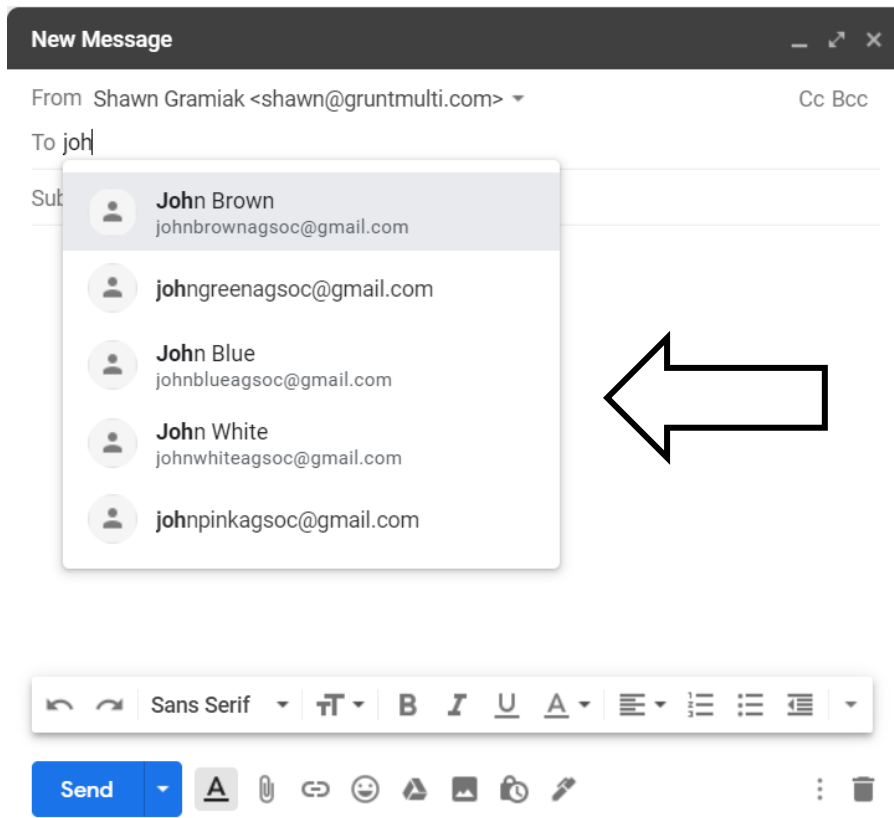 New Message
From Shawn Gramiak <shawn@gruntmulti.com> Cc Bcc
To joh
Sub
John Brown
johnbrownagsoc@gmail.com
johngreenagsoc@gmail.com
John Blue
johnblueagsoc@gmail.com
John White
johnwhiteagsoc@gmail.com
johnpinkagsoc@gmail.com
Sans Serif TT B I U A
Send A